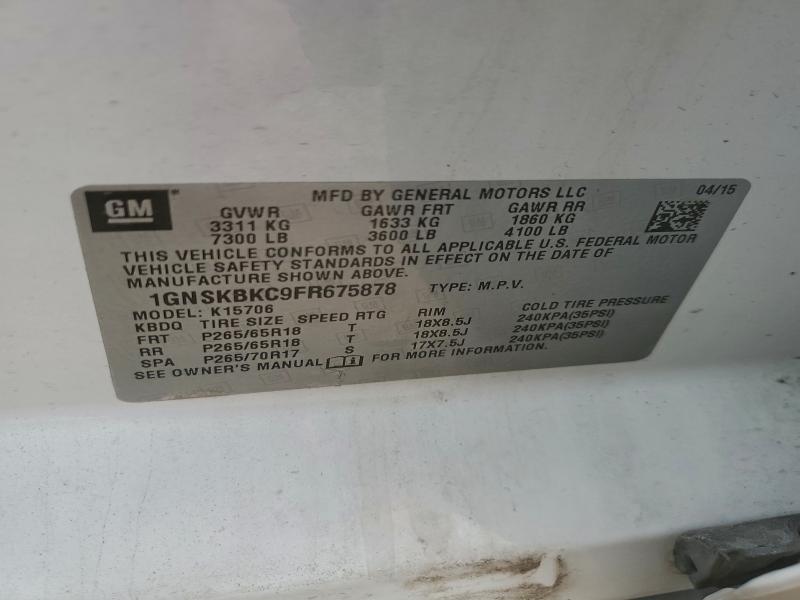 GM MFD BY GENERAL MOTORS LLC 04/15
GVWR GAWR FRT GAWR RR
3311 KG 1633 KG 1860 KG
7300 LB 3600 LB 4100 LB
THIS VEHICLE CONFORMS TO ALL APPLICABLE U.S. FEDERAL MOTOR
VEHICLE SAFETY STANDARDS IN EFFECT ON THE DATE OF
MANUFACTURE SHOWN ABOVE.
1GNSKBKC9FR675878 TYPE: M.P.V.
MODEL: K15706
KBDQ TIRE SIZE SPEED RTG RIM COLD TIRE PRESSURE
FRT P265/65R18 T 18X8.5J 240KPA(35PSI)
RR P265/65R18 T 18X8.5J 240KPA(35PSI)
SPA P265/70R17 S 17X7.5J 240KPA(35PSI)
SEE OWNER'S MANUAL FOR MORE INFORMATION.